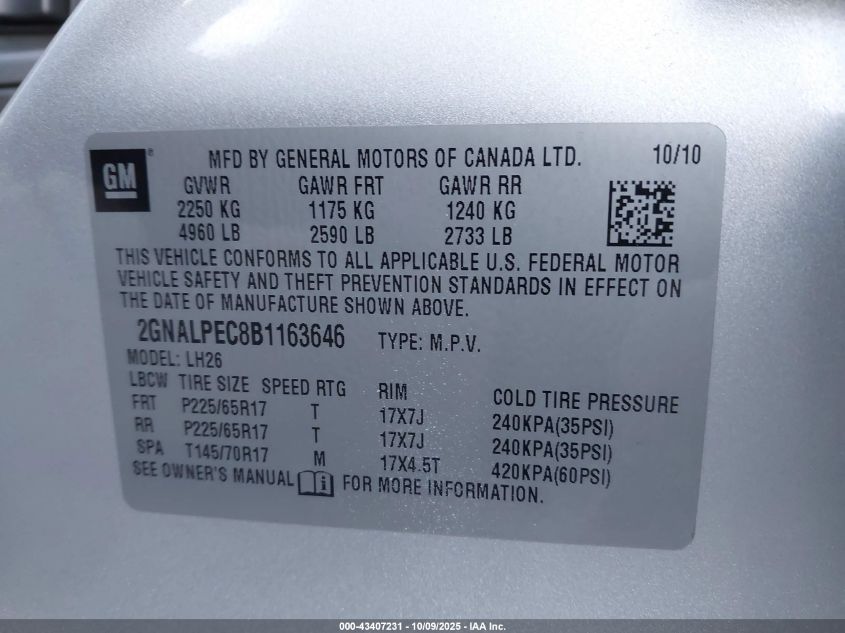 GM ® MFD BY GENERAL MOTORS OF CANADA LTD. 10/10
GVWR GAWR FRT GAWR RR
2250 KG 1175 KG 1240 KG
4960 LB 2590 LB 2733 LB
THIS VEHICLE CONFORMS TO ALL APPLICABLE U.S. FEDERAL MOTOR
VEHICLE SAFETY AND THEFT PREVENTION STANDARDS IN EFFECT ON
THE DATE OF MANUFACTURE SHOWN ABOVE.
2GNALPEC8B1163646 TYPE: M.P.V.
MODEL: LH26
LBCW TIRE SIZE SPEED RTG RIM COLD TIRE PRESSURE
FRT P225/65R17 T 17X7J 240KPA(35PSI)
RR P225/65R17 T 17X7J 240KPA(35PSI)
SPA T145/70R17 M 17X4.5T 420KPA(60PSI)
SEE OWNER'S MANUAL FOR MORE INFORMATION.
000-43407231 - 10/09/2025 - IAA Inc.